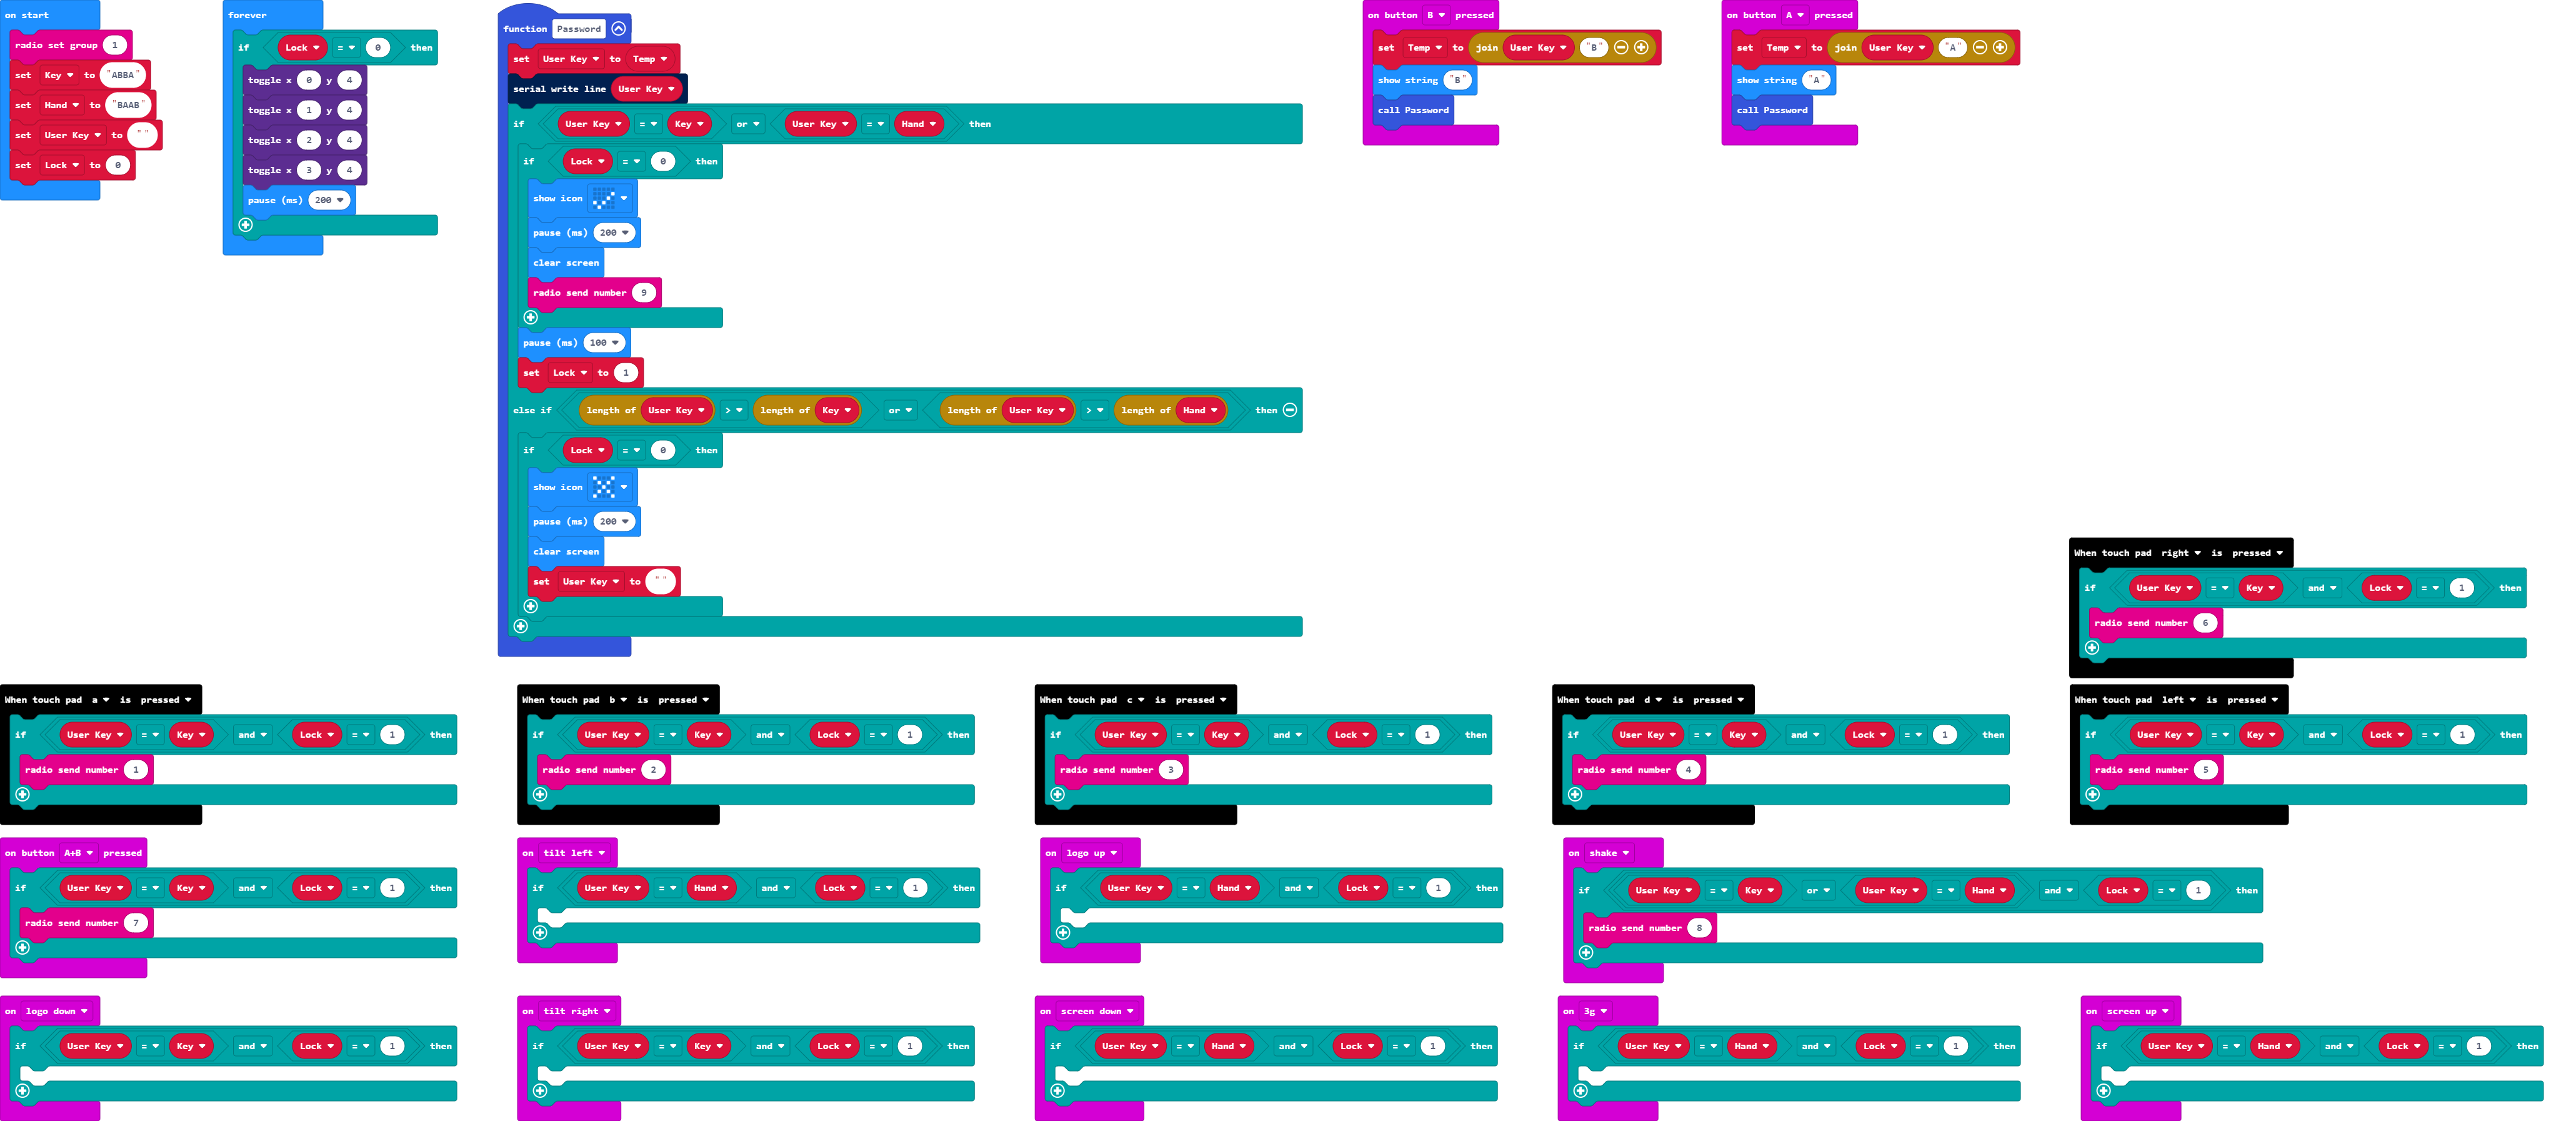 on start
radio set group 1
set Key to "ABBA"
set Hand to "BAAB"
set User Key to " "
set Lock to 0
forever
if Lock = 0 then
toggle x 0 y 4
toggle x 1 y 4
toggle x 2 y 4
toggle x 3 y 4
pause (ms) 200
function Password
set User Key to Temp
serial write line User Key
if User Key = Key or User Key = Hand then
if Lock = 0 then
show icon
pause (ms) 200
clear screen
radio send number 9
pause (ms) 100
set Lock to 1
else if length of User Key > length of Key or length of User Key > length of Hand then
if Lock = 0 then
show icon
pause (ms) 200
clear screen
set User Key to " "
on button B pressed
set Temp to join User Key "B"
show string "B"
call Password
on button A pressed
set Temp to join User Key "A"
show string "A"
call Password
When touch pad right is pressed
if User Key = Key and Lock = 1 then
radio send number 6
When touch pad a is pressed
if User Key = Key and Lock = 1 then
radio send number 1
When touch pad b is pressed
if User Key = Key and Lock = 1 then
radio send number 2
When touch pad c is pressed
if User Key = Key and Lock = 1 then
radio send number 3
When touch pad d is pressed
if User Key = Key and Lock = 1 then
radio send number 4
When touch pad left is pressed
if User Key = Key and Lock = 1 then
radio send number 5
on button A+B pressed
if User Key = Key and Lock = 1 then
radio send number 7
on tilt left
if User Key = Hand and Lock = 1 then
on logo up
if User Key = Hand and Lock = 1 then
on shake
if User Key = Key or User Key = Hand and Lock = 1 then
radio send number 8
on logo down
if User Key = Key and Lock = 1 then
on tilt right
if User Key = Key and Lock = 1 then
on screen down
if User Key = Hand and Lock = 1 then
on 3g
if User Key = Hand and Lock = 1 then
on screen up
if User Key = Hand and Lock = 1 then